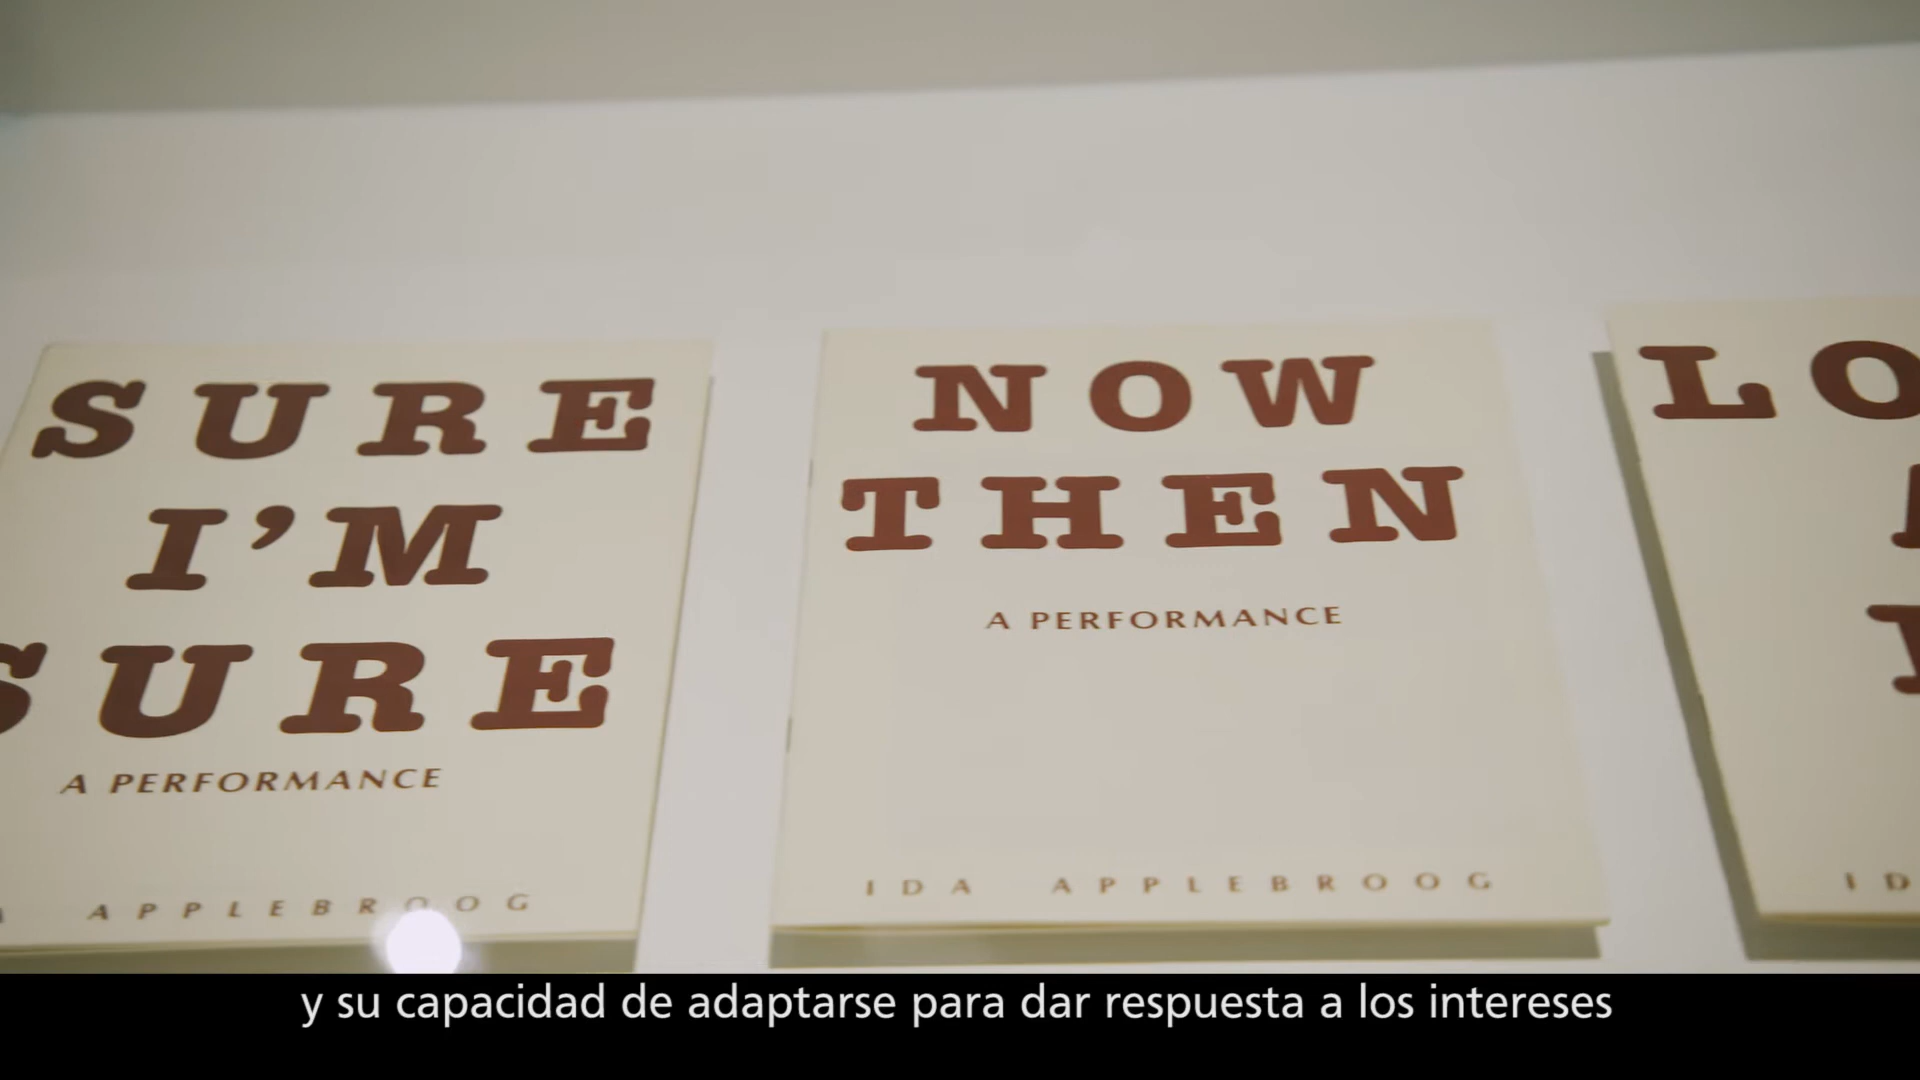 SURE
I'M
SURE
A PERFORMANCE
APPLEBROOG
NOW
THEN
A PERFORMANCE
IDA APPLEBROOG
y su capacidad de adaptarse para dar respuesta a los intereses